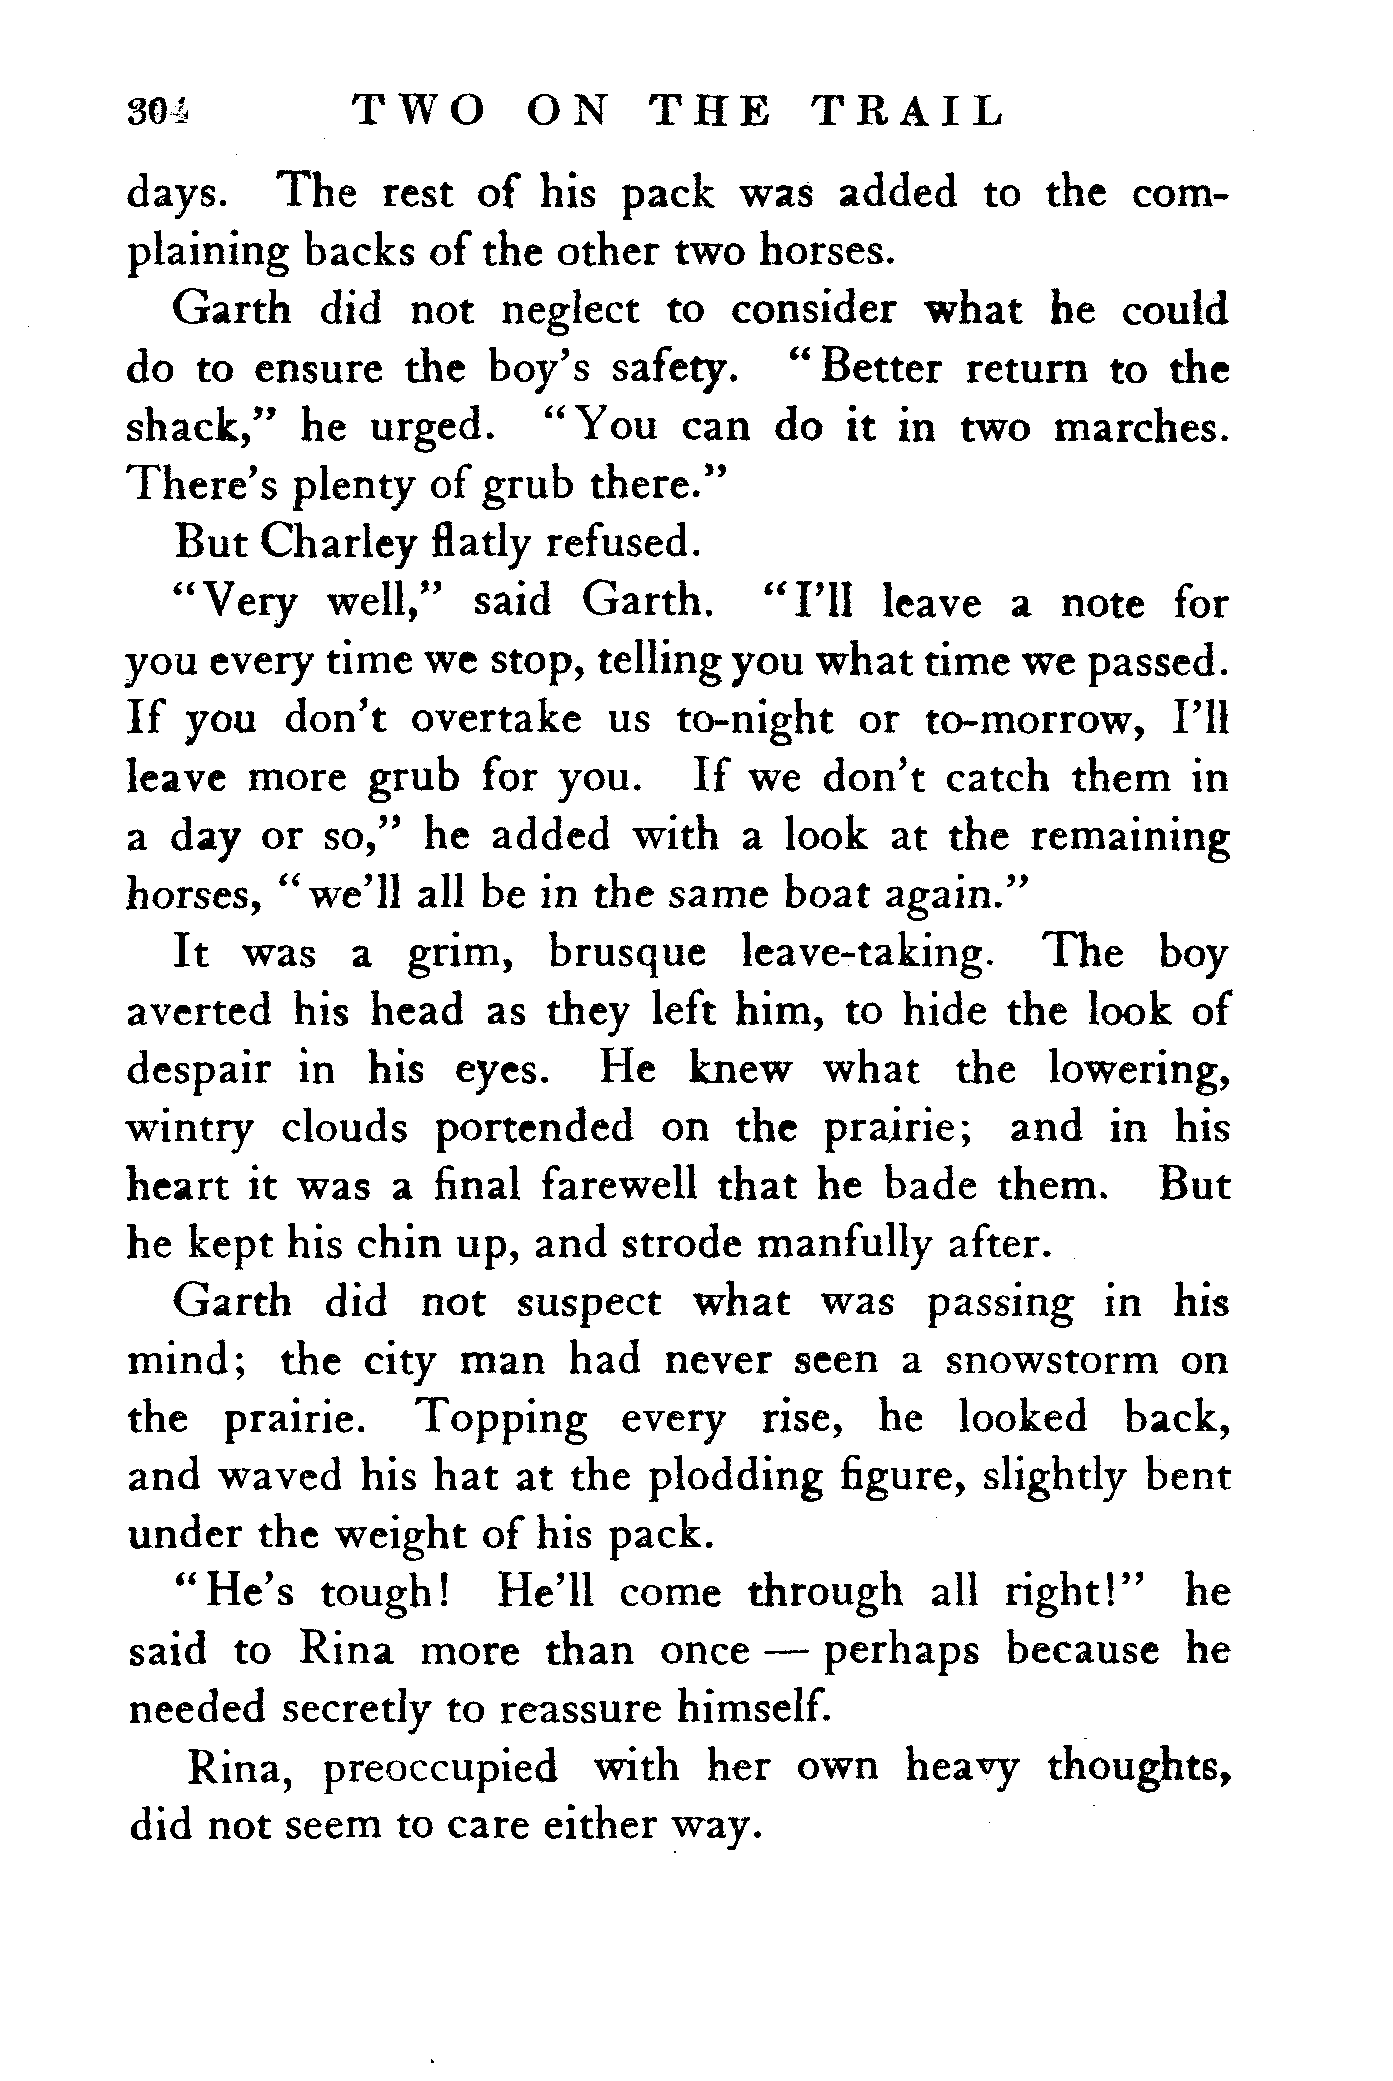 304 TWO ON THE TRAIL
days. The rest of his pack was added to the com-
plaining backs of the other two horses.
Garth did not neglect to consider what he could
do to ensure the boy's safety. "Better return to the
shack," he urged. "You can do it in two marches.
There's plenty of grub there."
But Charley flatly refused.
"Very well," said Garth. "I'll leave a note for
you every time we stop, telling you what time we passed.
If you don't overtake us to-night or to-morrow, I'll
leave more grub for you. If we don't catch them in
a day or so," he added with a look at the remaining
horses, "we'll all be in the same boat again."
It was a grim, brusque leave-taking. The boy
averted his head as they left him, to hide the look of
despair in his eyes. He knew what the lowering,
wintry clouds portended on the prairie; and in his
heart it was a final farewell that he bade them. But
he kept his chin up, and strode manfully after.
Garth did not suspect what was passing in his
mind; the city man had never seen a snowstorm on
the prairie. Topping every rise, he looked back,
and waved his hat at the plodding figure, slightly bent
under the weight of his pack.
"He's tough! He'll come through all right!" he
said to Rina more than once — perhaps because he
needed secretly to reassure himself.
Rina, preoccupied with her own heavy thoughts,
did not seem to care either way.